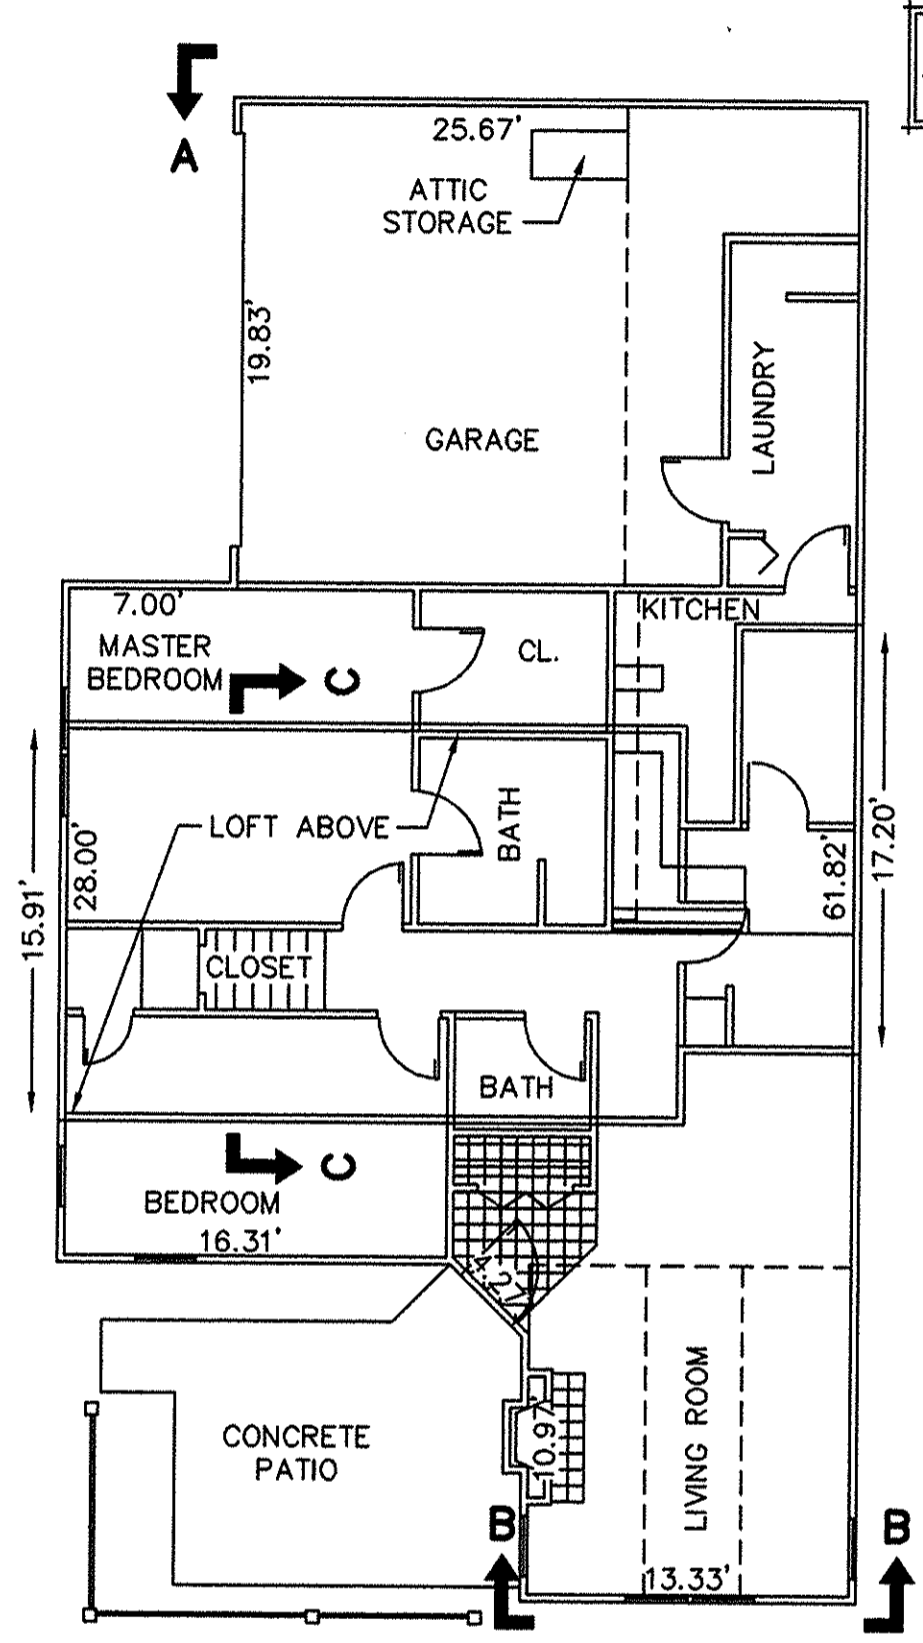 A
25.67'
ATTIC
STORAGE
19.83'
GARAGE
LAUNDRY
7.00'
KITCHEN
MASTER
BEDROOM
C
CL.
LOFT ABOVE
BATH
28.00'
15.91'
61.82'
17.20'
CLOSET
BATH
C
BEDROOM
16.31'
4.27'
CONCRETE
PATIO
10.97'
LIVING ROOM
B
B
13.33'